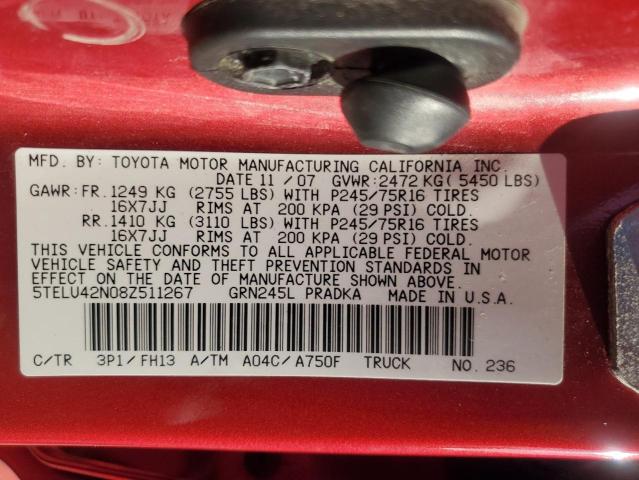 MFD. BY: TOYOTA MOTOR MANUFACTURING CALIFORNIA INC.
DATE 11 / 07 GVWR: 2472 KG ( 5450 LBS)
GAWR: FR. 1249 KG (2755 LBS) WITH P245/75R16 TIRES
16X7JJ RIMS AT 200 KPA (29 PSI) COLD.
RR. 1410 KG (3110 LBS) WITH P245/75R16 TIRES
16X7JJ RIMS AT 200 KPA (29 PSI) COLD.
THIS VEHICLE CONFORMS TO ALL APPLICABLE FEDERAL MOTOR
VEHICLE SAFETY AND THEFT PREVENTION STANDARDS IN
EFFECT ON THE DATE OF MANUFACTURE SHOWN ABOVE.
5TELU42N08Z511267 GRN245L PRADKA MADE IN U.S.A.
C/TR 3P1 / FH13 A/TM A04C / A750F TRUCK NO. 236